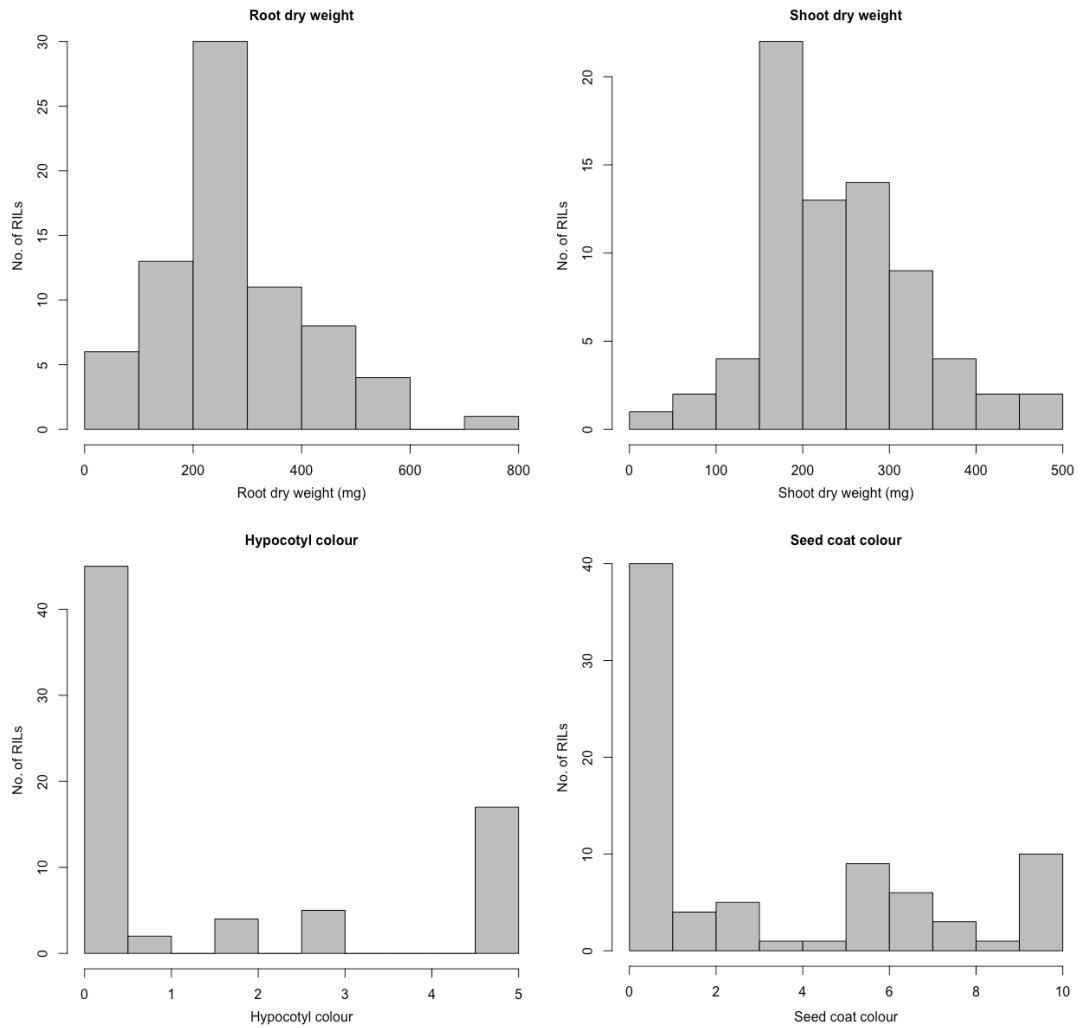 Root dry weight
No. of RILs
0 5 10 15 20 25 30
0 200 400 600 800
Root dry weight (mg)
Shoot dry weight
No. of RILs
0 5 10 15 20
0 100 200 300 400 500
Shoot dry weight (mg)
Hypocotyl colour
No. of RILs
0 10 20 30 40
0 1 2 3 4 5
Hypocotyl colour
Seed coat colour
No. of RILs
0 10 20 30 40
0 2 4 6 8 10
Seed coat colour